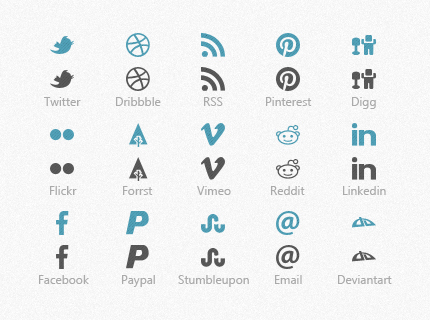 Twitter Dribbble RSS Pinterest Digg
Flickr Forrst Vimeo Reddit Linkedin
Facebook Paypal Stumbleupon Email Deviantart